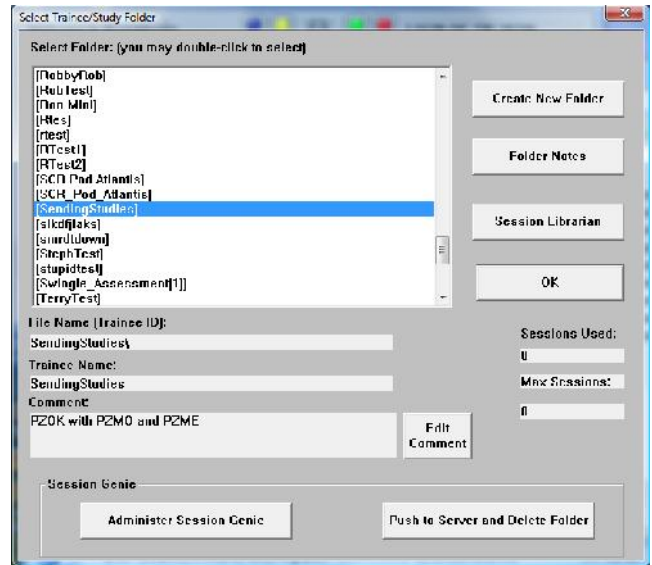 Select Trainee/Study Folder
Select Folder: (you may double-click to select)
[RobbyRob]
[RobTest]
[Ron Mini]
[Rtes]
[rtest]
[RTest1]
[RTest2]
[SCR Pod Atlantis]
[SCR_Pod_Atlantis]
[SendingStudies]
[slkdfjlaks]
[smrdtdown]
[StephTest]
[stupidtest]
[Swingle_Assessment[1]]
[TerryTest]
Create New Folder
Folder Notes
Session Librarian
OK
File Name [Trainee ID]:
SendingStudies\
Trainee Name:
SendingStudies
Comment:
PZOK with PZMO and PZME
Edit
Comment
Sessions Used:
0
Max Sessions:
0
Session Genie
Administer Session Genie
Push to Server and Delete Folder